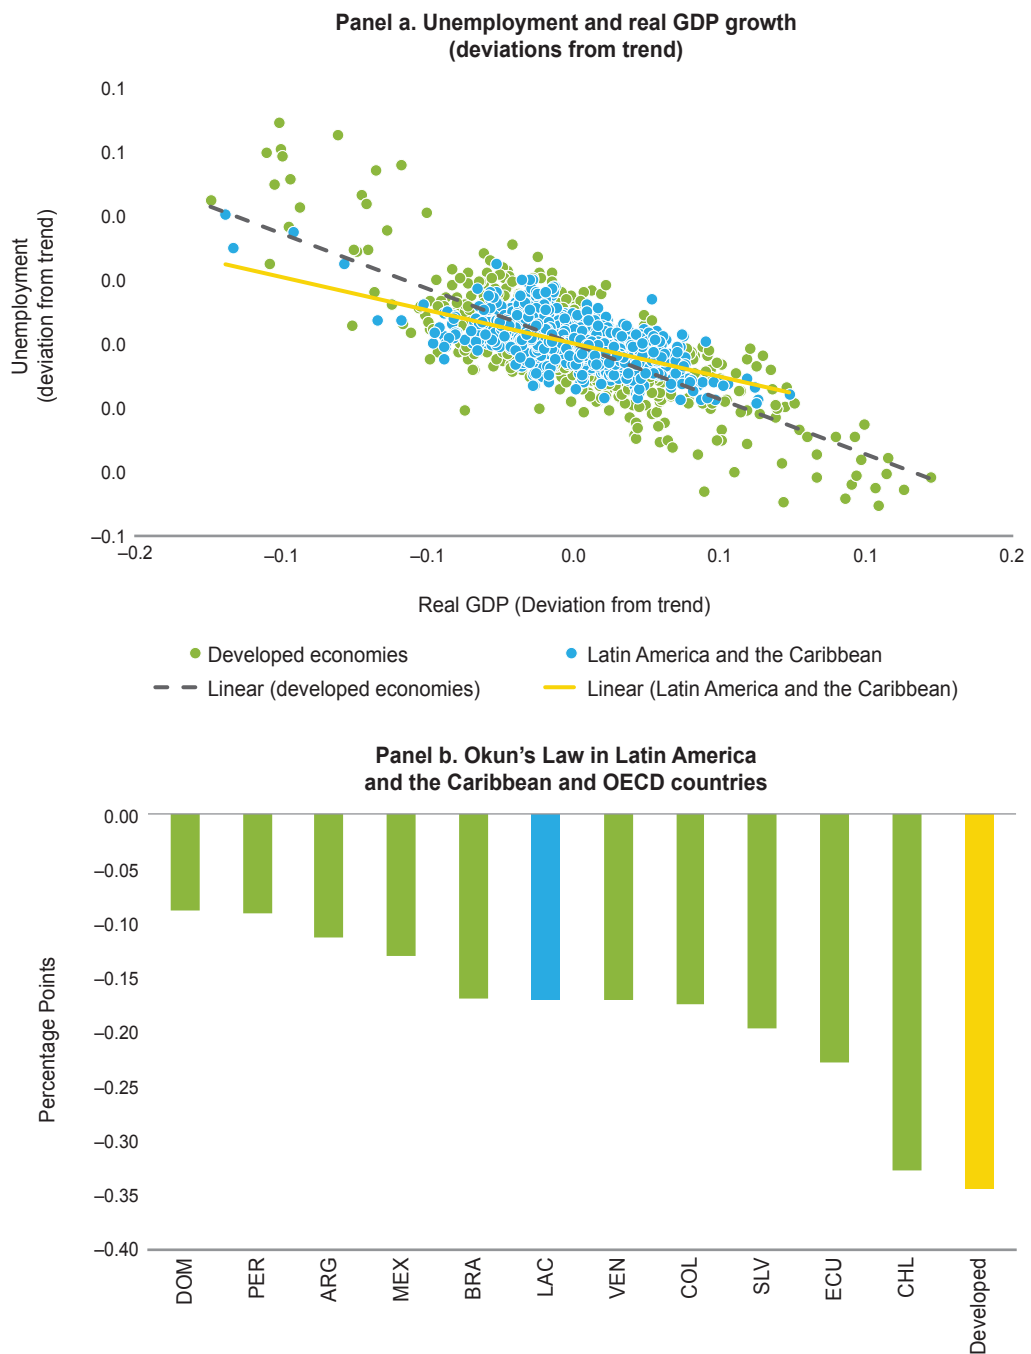 Panel a. Unemployment and real GDP growth
(deviations from trend)
Unemployment
(deviation from trend)
0.1
0.1
0.0
0.0
0.0
0.0
0.0
–0.1
–0.2
–0.1
–0.1
0.0
0.1
0.1
0.2
Real GDP (Deviation from trend)
Developed economies
Latin America and the Caribbean
Linear (developed economies)
Linear (Latin America and the Caribbean)
Panel b. Okun's Law in Latin America
and the Caribbean and OECD countries
Percentage Points
0.00
–0.05
–0.10
–0.15
–0.20
–0.25
–0.30
–0.35
–0.40
DOM
PER
ARG
MEX
BRA
LAC
VEN
COL
SLV
ECU
CHL
Developed